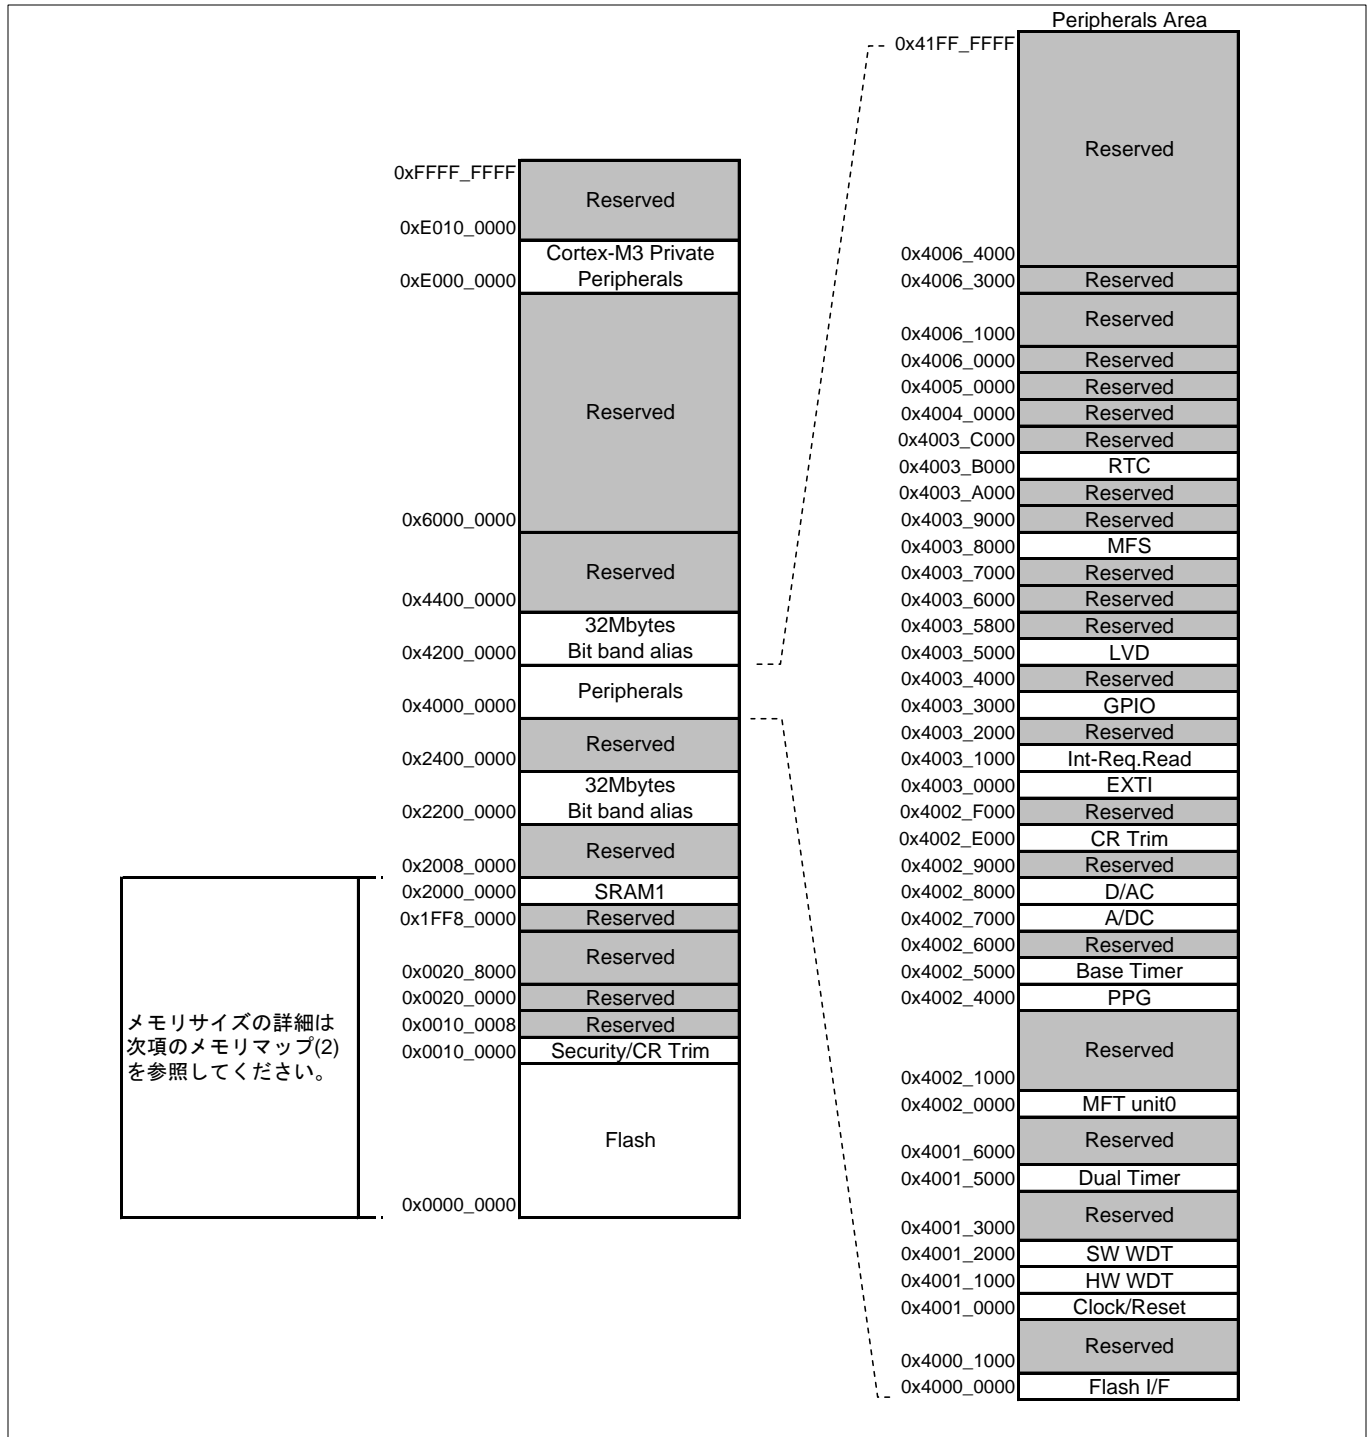 Peripherals Area
0x41FF_FFFF
Reserved
0x4006_4000
0x4006_3000 Reserved
Reserved
0x4006_1000
0x4006_0000 Reserved
0x4005_0000 Reserved
0x4004_0000 Reserved
0x4003_C000 Reserved
0x4003_B000 RTC
0x4003_A000 Reserved
0x4003_9000 Reserved
0x4003_8000 MFS
0x4003_7000 Reserved
0x4003_6000 Reserved
0x4003_5800 Reserved
0x4003_5000 LVD
0x4003_4000 Reserved
0x4003_3000 GPIO
0x4003_2000 Reserved
0x4003_1000 Int-Req.Read
0x4003_0000 EXTI
0x4002_F000 Reserved
0x4002_E000 CR Trim
0x4002_9000 Reserved
0x4002_8000 D/AC
0x4002_7000 A/DC
0x4002_6000 Reserved
0x4002_5000 Base Timer
0x4002_4000 PPG
Reserved
0x4002_1000
0x4002_0000 MFT unit0
Reserved
0x4001_6000
0x4001_5000 Dual Timer
Reserved
0x4001_3000
0x4001_2000 SW WDT
0x4001_1000 HW WDT
0x4001_0000 Clock/Reset
Reserved
0x4000_1000
0x4000_0000 Flash I/F
0xFFFF_FFFF
Reserved
0xE010_0000
Cortex-M3 Private
0xE000_0000 Peripherals
Reserved
0x6000_0000
Reserved
0x4400_0000
32Mbytes
0x4200_0000 Bit band alias
Peripherals
0x4000_0000
Reserved
0x2400_0000
32Mbytes
0x2200_0000 Bit band alias
Reserved
0x2008_0000
0x2000_0000 SRAM1
0x1FF8_0000 Reserved
Reserved
0x0020_8000
0x0020_0000 Reserved
0x0010_0008 Reserved
0x0010_0000 Security/CR Trim
Flash
0x0000_0000
メモリサイズの詳細は
次項のメモリマップ(2)
を参照してください。